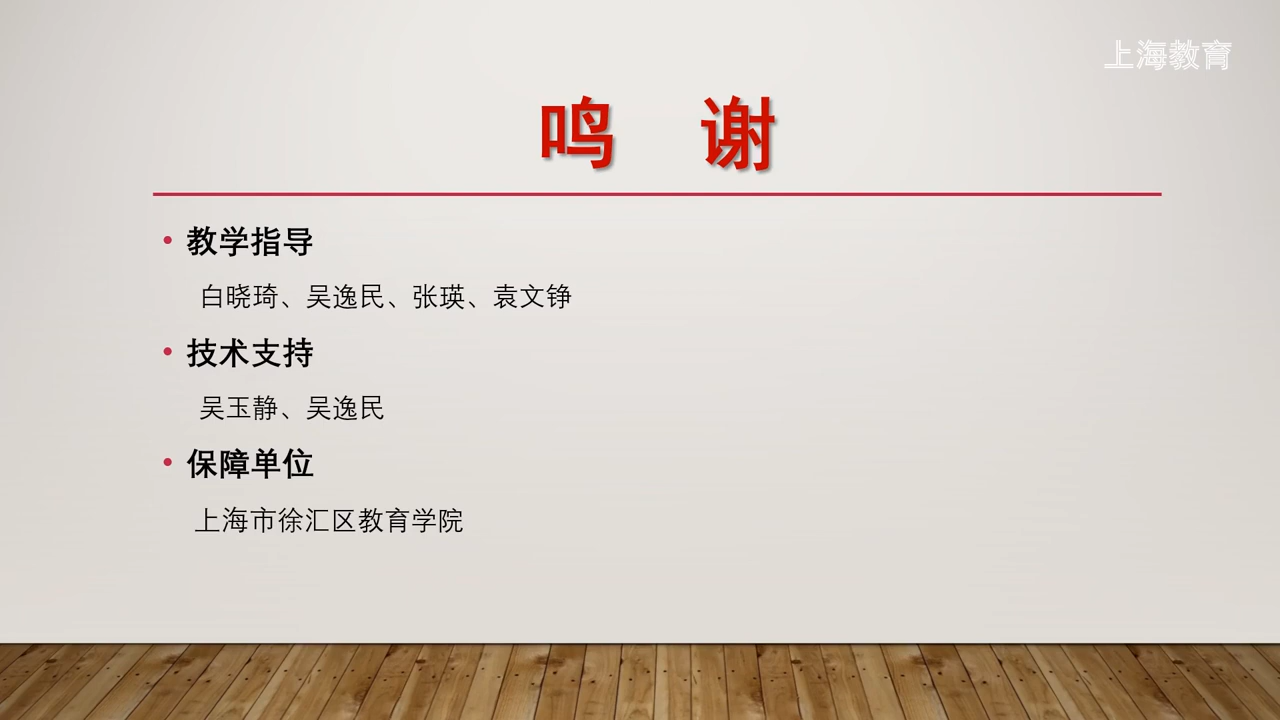 上海教育
鸣 谢
• 教学指导
白晓琦、吴逸民、张瑛、袁文铮
• 技术支持
吴玉静、吴逸民
• 保障单位
上海市徐汇区教育学院